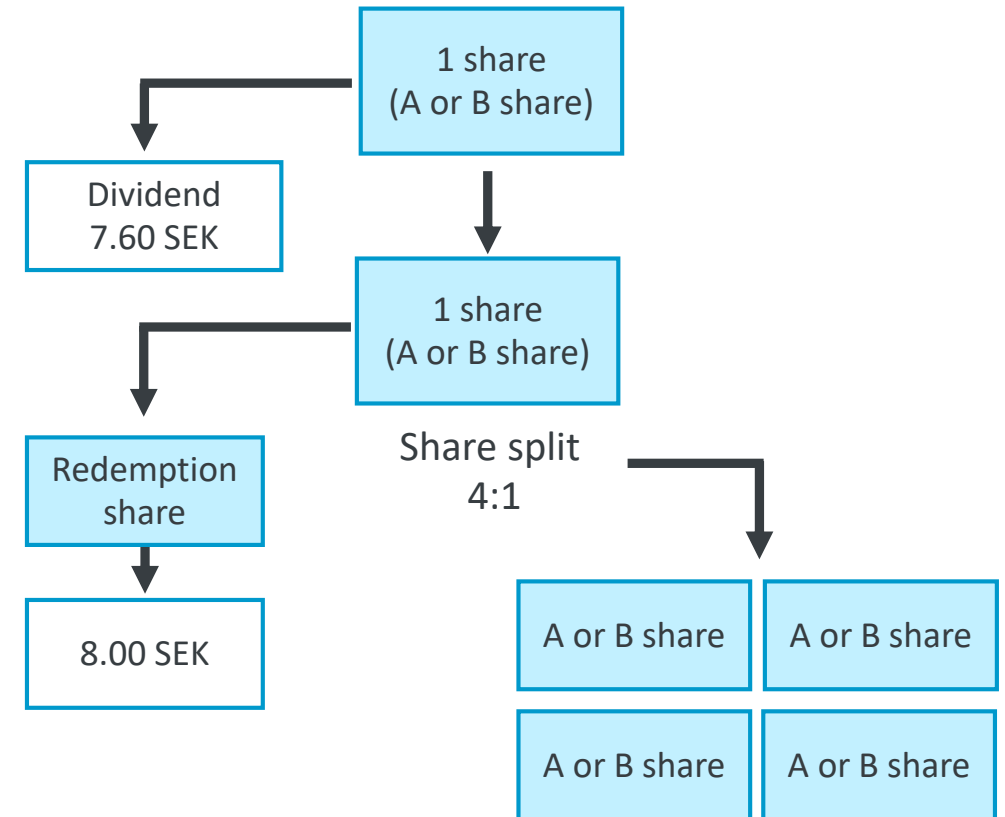 1 share
(A or B share)
Dividend
7.60 SEK
1 share
(A or B share)
Redemption
share
8.00 SEK
Share split
4:1
A or B share
A or B share
A or B share
A or B share